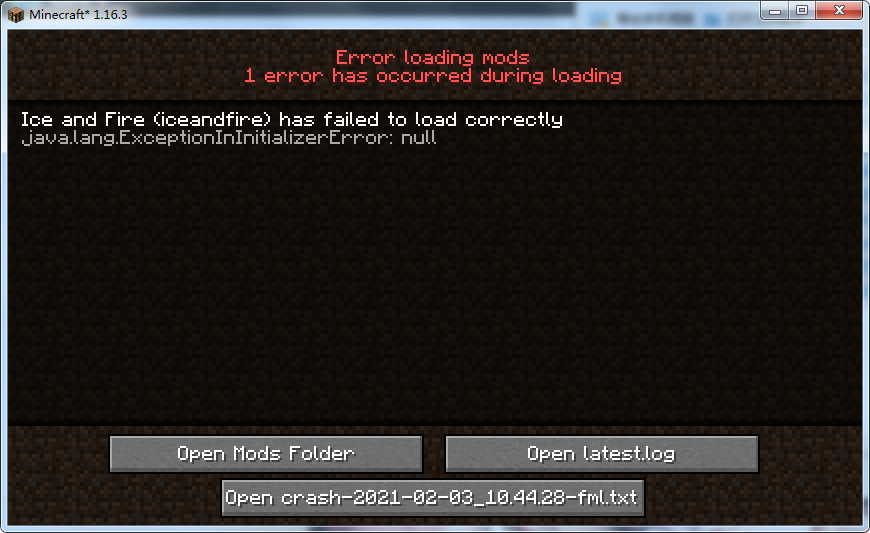 Minecraft* 1.16.3
Error loading mods
1 error has occurred during loading
Ice and Fire (iceandfire) has failed to load correctly
java.lang.ExceptionInInitializerError: null
Open Mods Folder
Open latest.log
Open crash-2021-02-03_10.44.28-fml.txt